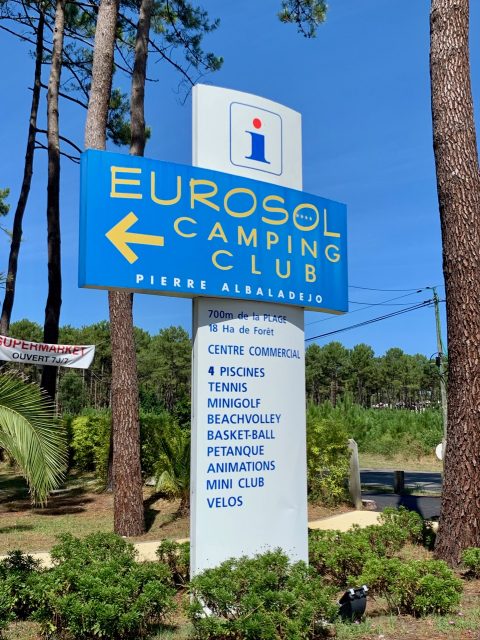 i
EUROSOL
CAMPING
CLUB
PIERRE ALBALADEJO
700m de la PLAGE
18 Ha de Forêt
CENTRE COMMERCIAL
4 PISCINES
TENNIS
MINIGOLF
BEACHVOLLEY
BASKET-BALL
PETANQUE
ANIMATIONS
MINI CLUB
VELOS
SUPERMARKET
OUVERT 7J/7